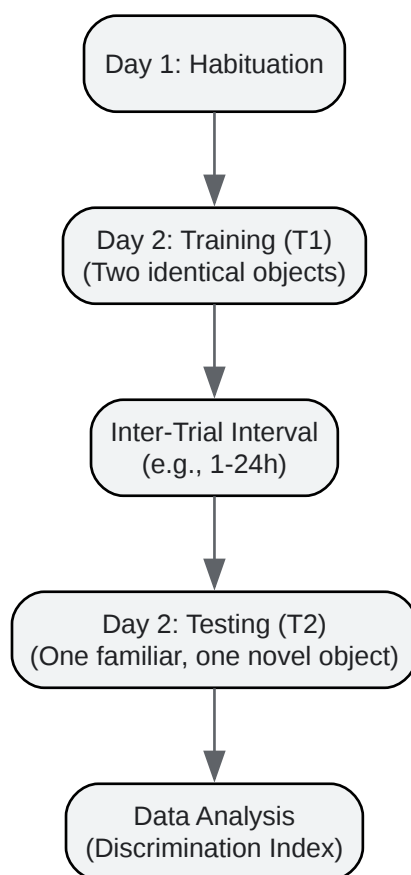 Day 1: Habituation
Day 2: Training (T1)
(Two identical objects)
Inter-Trial Interval
(e.g., 1-24h)
Day 2: Testing (T2)
(One familiar, one novel object)
Data Analysis
(Discrimination Index)